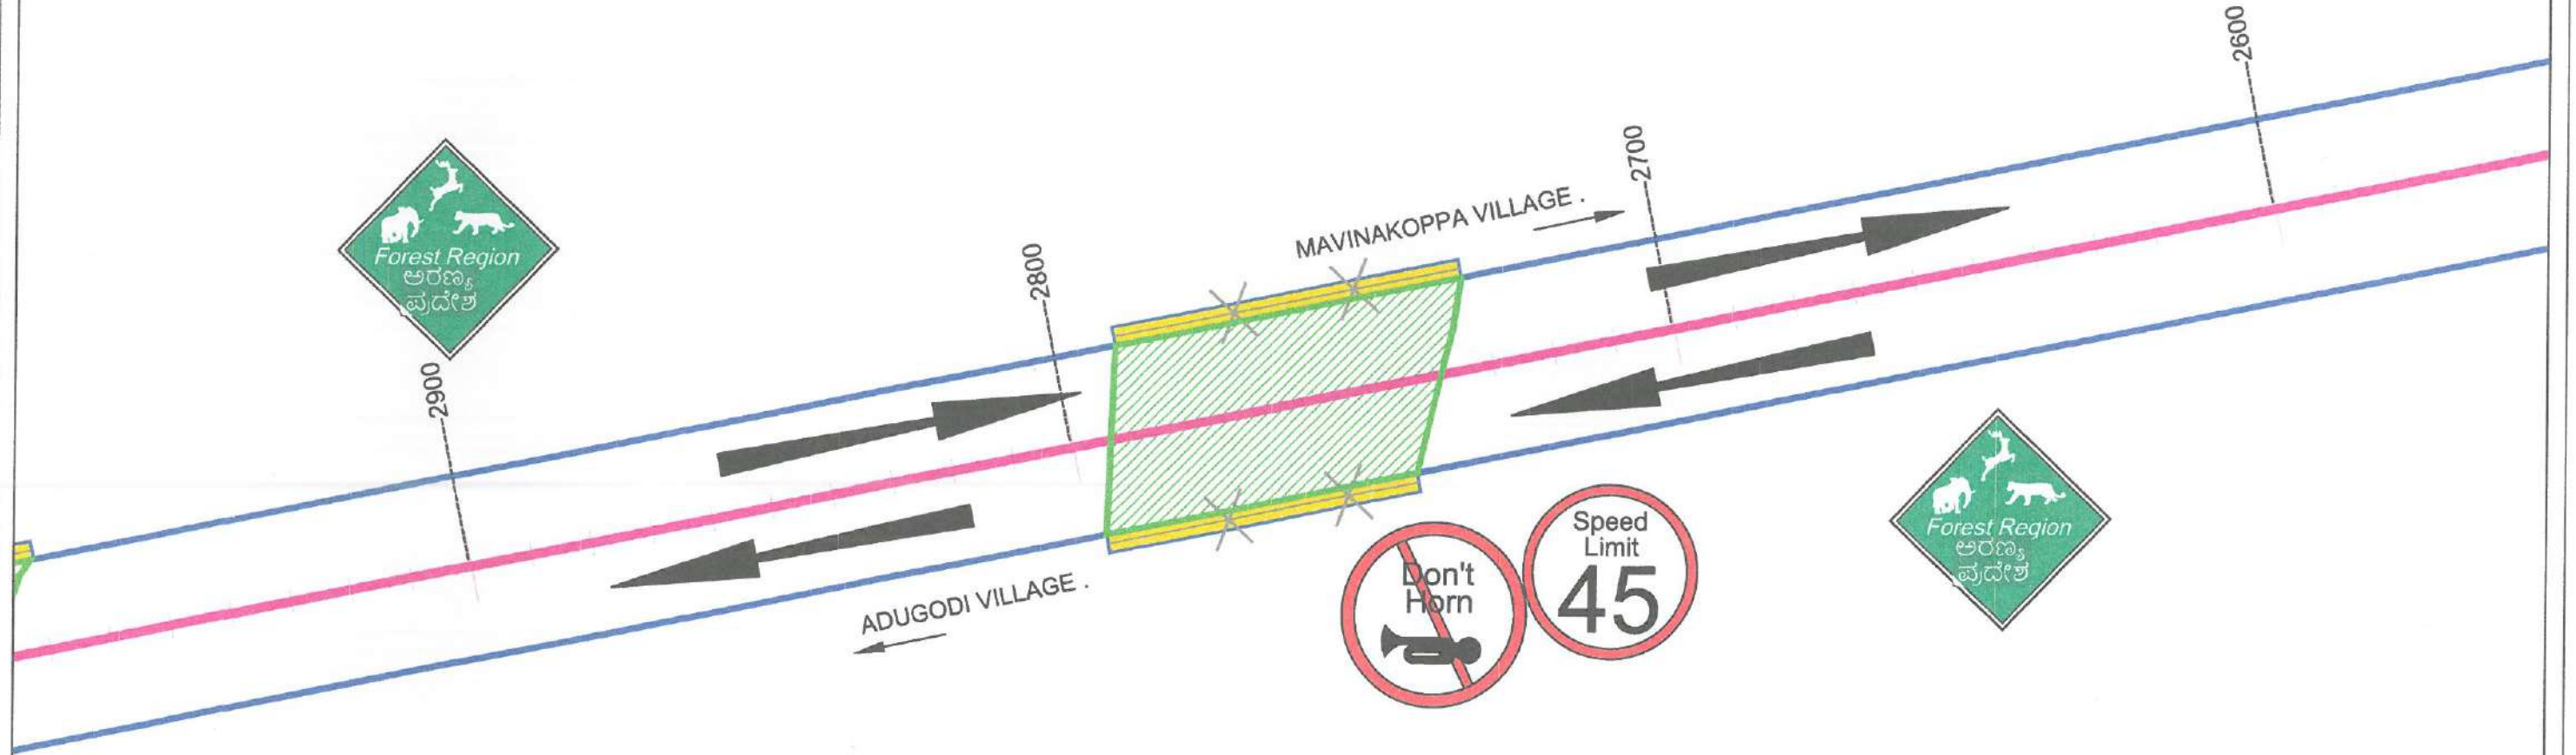 2600
2700
MAVINAKOPPA VILLAGE .
2800
2900
Forest Region
ಅರಣ್ಯ
ಪ್ರದೇಶ
ADUGODI VILLAGE .
Don't
Horn
Speed
Limit
45
Forest Region
ಅರಣ್ಯ
ಪ್ರದೇಶ